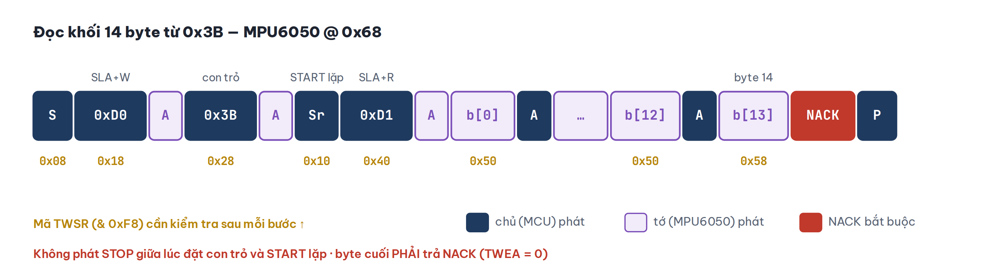 Đọc khối 14 byte từ 0x3B – MPU6050 @ 0x68
SLA+W con trỏ START lặp SLA+R byte 14
S 0xD0 A 0x3B A Sr 0xD1 A b[0] A … b[12] A b[13] NACK P
0x08 0x18 0x28 0x10 0x40 0x50 0x50 0x58
Mã TWSR (& 0xF8) cần kiểm tra sau mỗi bước ↑
chủ (MCU) phát tớ (MPU6050) phát NACK bắt buộc
Không phát STOP giữa lúc đặt con trỏ và START lặp · byte cuối PHẢI trả NACK (TWEA = 0)